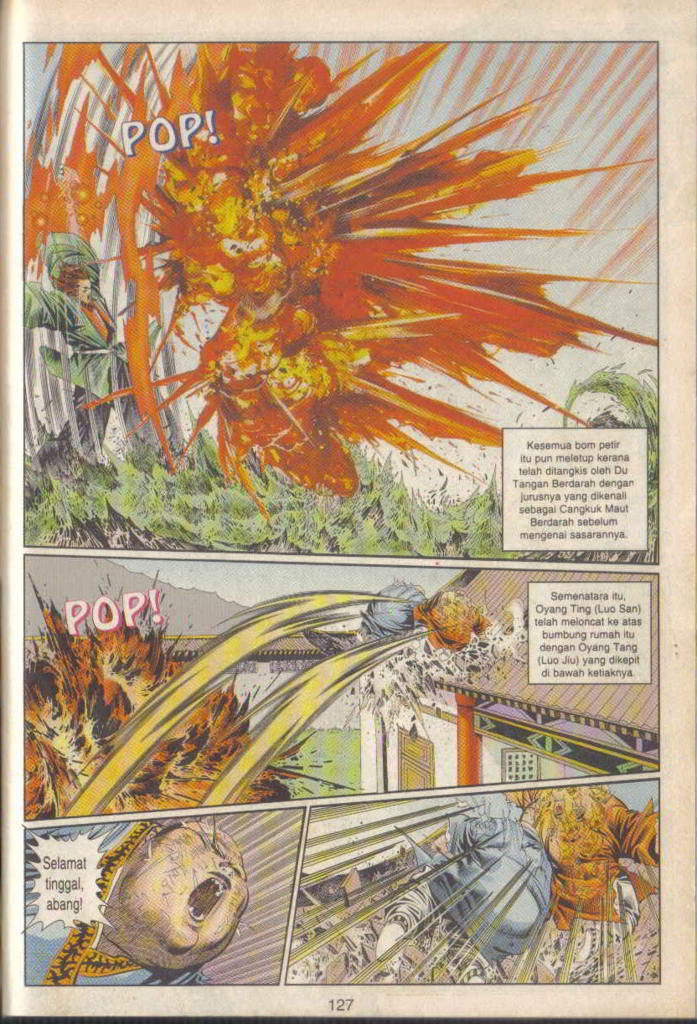 POP!
Kesemua bom petir
itu pun meletup kerana
telah ditangkis oleh Du
Tangan Berdarah dengan
jurusnya yang dikenali
sebagai Cangkuk Maut
Berdarah sebelum
mengenai sasarannya.
POP!
Semenatara itu,
Oyang Ting (Luo San)
telah meloncat ke atas
bumbung rumah itu
dengan Oyang Tang
(Luo Jiu) yang dikepit
di bawah ketiaknya.
Selamat
tinggal,
abang!
127